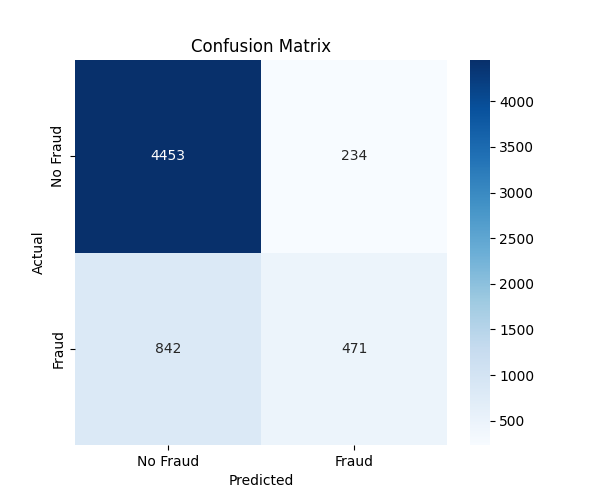 Confusion Matrix
No Fraud
Fraud
Actual
4453
234
842
471
No Fraud
Fraud
Predicted
4000
3500
3000
2500
2000
1500
1000
500